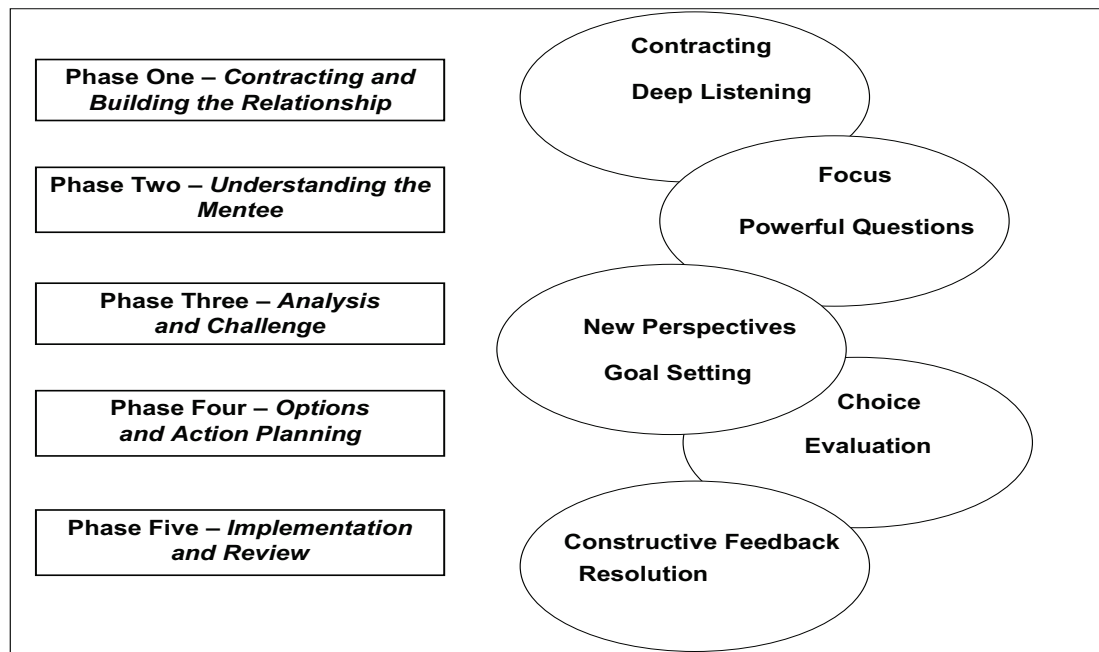 Phase One – Contracting and
Building the Relationship
Contracting
Deep Listening
Phase Two – Understanding the
Mentee
Focus
Powerful Questions
Phase Three – Analysis
and Challenge
New Perspectives
Goal Setting
Phase Four – Options
and Action Planning
Choice
Evaluation
Phase Five – Implementation
and Review
Constructive Feedback
Resolution